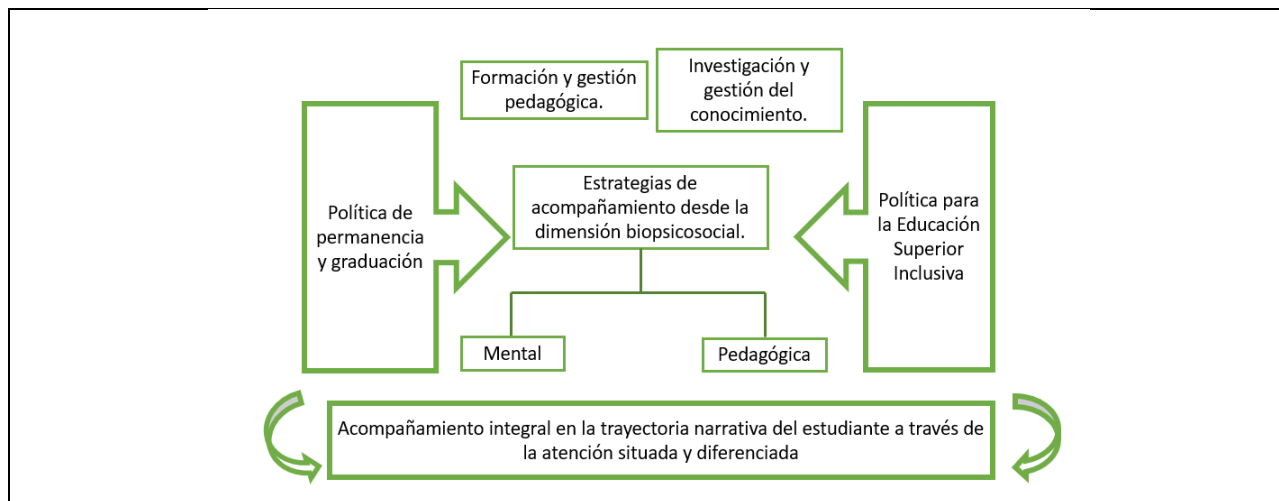 Formación y gestión
pedagógica.
Investigación y
gestión del
conocimiento.
Política de
permanencia
y graduación
Estrategias de
acompañamiento desde la
dimensión biopsicosocial.
Política para
la Educación
Superior
Inclusiva
Mental
Pedagógica
Acompañamiento integral en la trayectoria narrativa del estudiante a través de
la atención situada y diferenciada